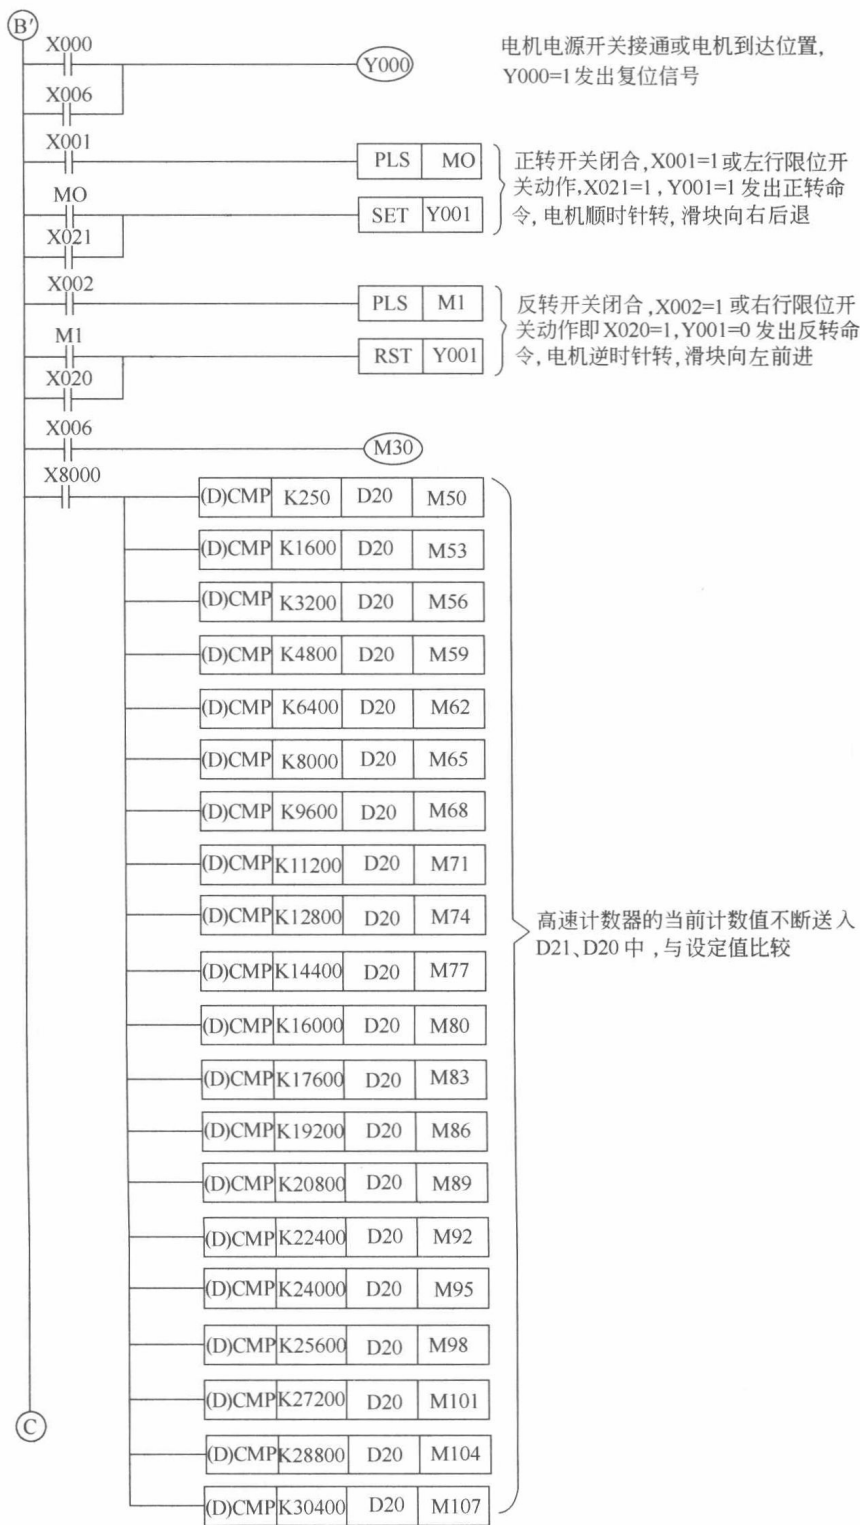 B′
X000
Y000
电机电源开关接通或电机到达位置,
Y000=1发出复位信号
X006
X001
PLS MO
正转开关闭合,X001=1或左行限位开
关动作,X021=1,Y001=1发出正转命
令,电机顺时针转,滑块向右后退
MO
SET Y001
X021
X002
PLS M1
反转开关闭合,X002=1或右行限位开
关动作即X020=1,Y001=0发出反转命
令,电机逆时针转,滑块向左前进
M1
RST Y001
X020
X006
M30
X8000
(D)CMP K250 D20 M50
(D)CMP K1600 D20 M53
(D)CMP K3200 D20 M56
(D)CMP K4800 D20 M59
(D)CMP K6400 D20 M62
(D)CMP K8000 D20 M65
(D)CMP K9600 D20 M68
(D)CMP K11200 D20 M71
(D)CMP K12800 D20 M74
(D)CMP K14400 D20 M77
(D)CMP K16000 D20 M80
(D)CMP K17600 D20 M83
(D)CMP K19200 D20 M86
(D)CMP K20800 D20 M89
(D)CMP K22400 D20 M92
(D)CMP K24000 D20 M95
(D)CMP K25600 D20 M98
(D)CMP K27200 D20 M101
(D)CMP K28800 D20 M104
(D)CMP K30400 D20 M107
高速计数器的当前计数值不断送入
D21、D20中,与设定值比较
C